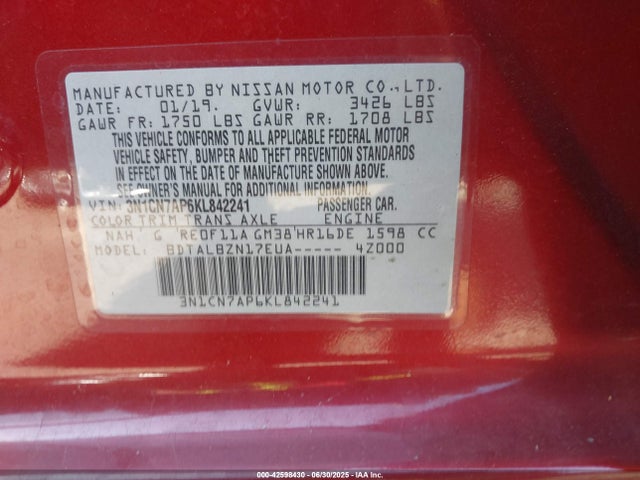 MANUFACTURED BY NISSAN MOTOR CO., LTD.
DATE: 01/19. GVWR: 3426 LBS
GAWR FR: 1750 LBS GAWR RR: 1708 LBS
THIS VEHICLE CONFORMS TO ALL APPLICABLE FEDERAL MOTOR
VEHICLE SAFETY, BUMPER AND THEFT PREVENTION STANDARDS
IN EFFECT ON THE DATE OF MANUFACTURE SHOWN ABOVE.
SEE OWNER'S MANUAL FOR ADDITIONAL INFORMATION.
VIN: 3N1CN7AP6KL842241 PASSENGER CAR.
COLOR TRIM TRANS AXLE ENGINE
NAH G RE0F11A GM38 HR16DE 1598 CC
MODEL: BDTALBZN17EUA----- 4Z000
3N1CN7AP6KL842241
000-42598430 - 06/30/2025 - IAA Inc.